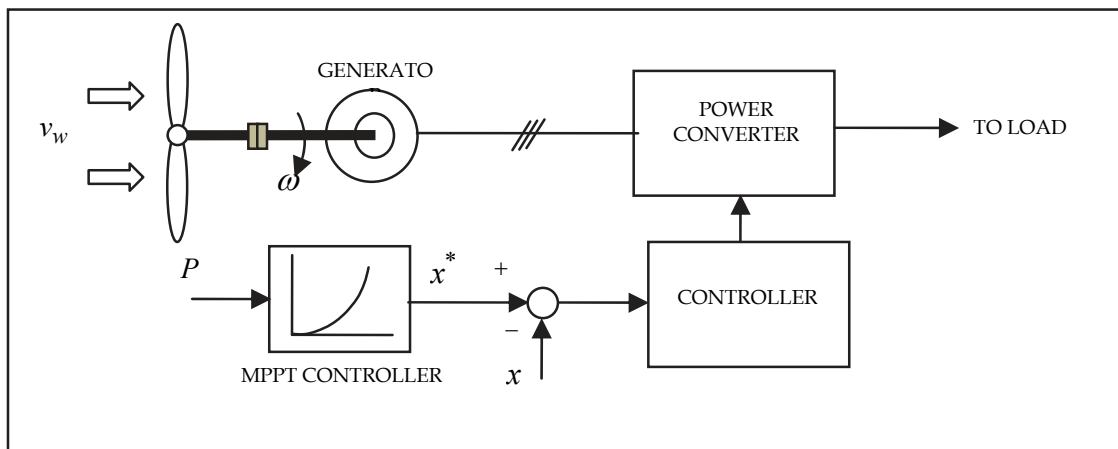 GENERATO
POWER
CONVERTER
TO LOAD
v_w
ω
P
x*
+
−
x
CONTROLLER
MPPT CONTROLLER